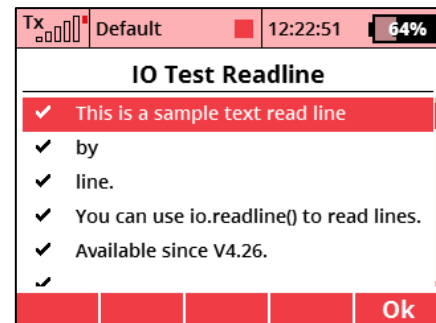 Tx Default 12:22:51 64%
IO Test Readline
This is a sample text read line
by
line.
You can use io.readline() to read lines.
Available since V4.26.
Ok